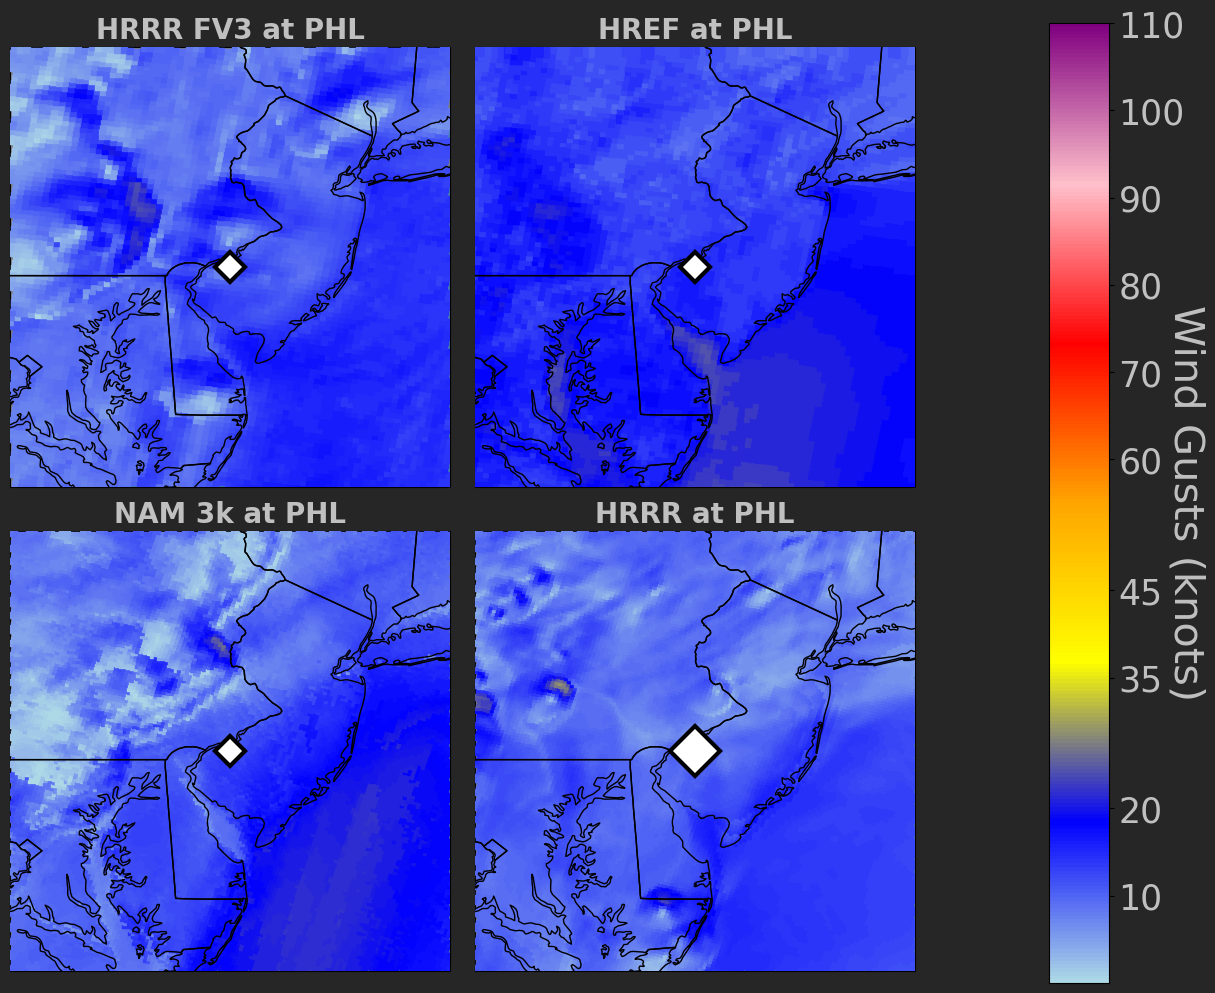 HRRR FV3 at PHL
HREF at PHL
NAM 3k at PHL
HRRR at PHL
110
100
90
80
70
60
45
35
20
10
Wind Gusts (knots)